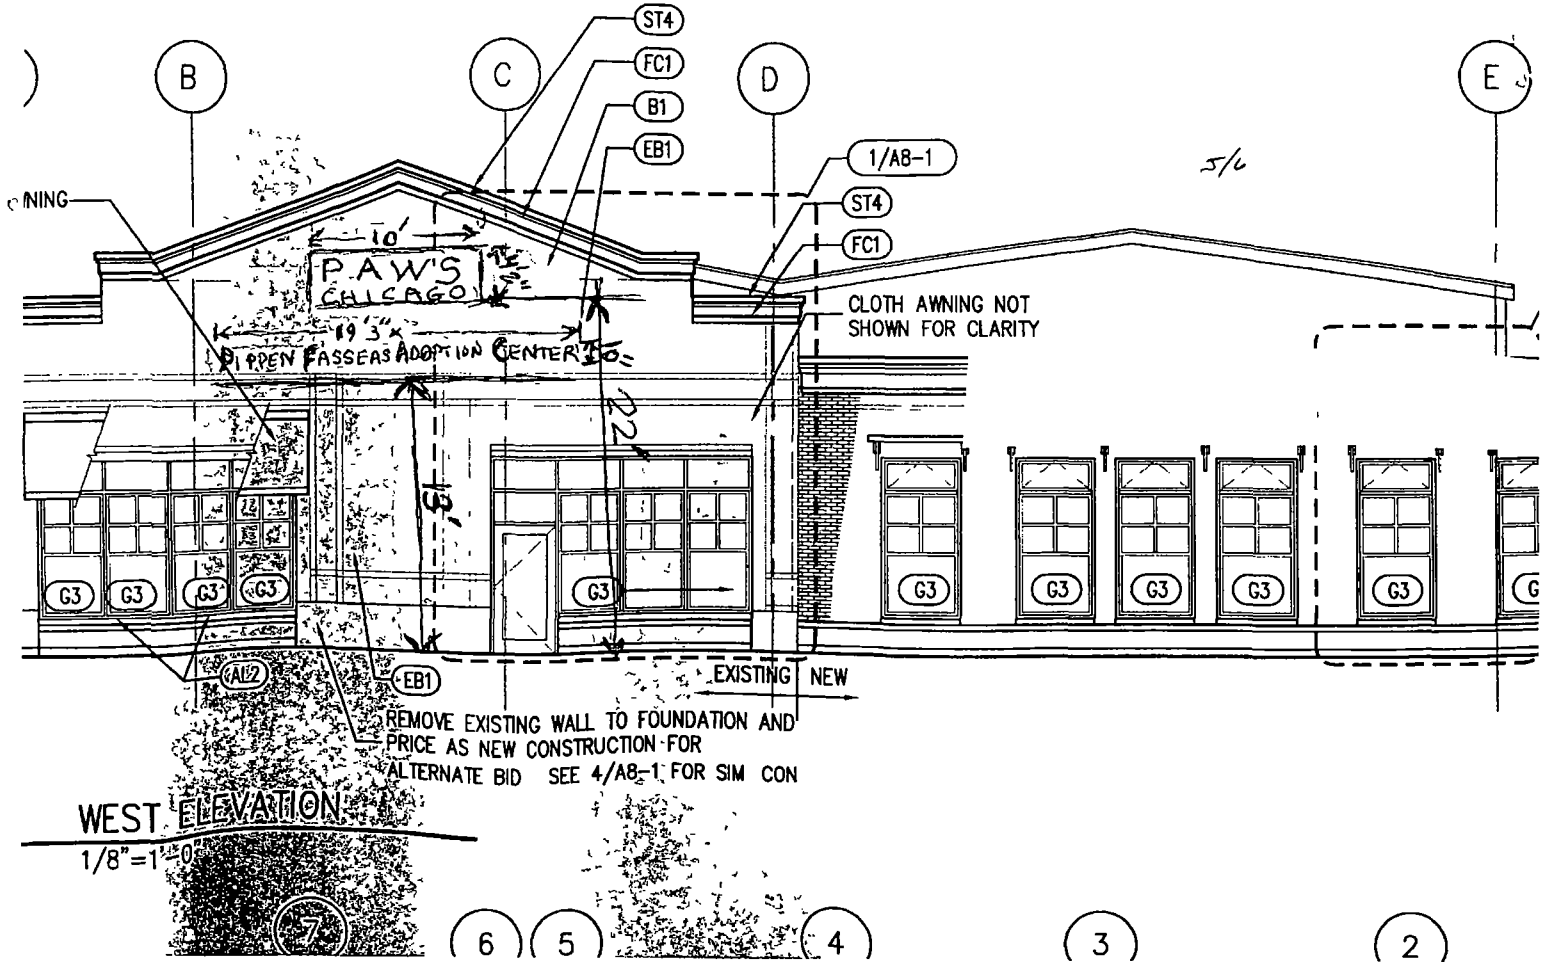 ST4
B
C
FC1
D
E
B1
EB1
1/A8-1
5/6
NING
ST4
10'
FC1
PAW'S
CHICAGO
CLOTH AWNING NOT
SHOWN FOR CLARITY
19'3" x
PIPPEN FASSEAS ADOPTION CENTER
22'
13'
G3
G3
G3
G3
G3
G3
G3
G3
G3
G3
AL2
EB1
EXISTING
NEW
REMOVE EXISTING WALL TO FOUNDATION AND
PRICE AS NEW CONSTRUCTION FOR
ALTERNATE BID SEE 4/A8-1 FOR SIM CON
WEST ELEVATION
1/8"=1'-0"
7
6
5
4
3
2